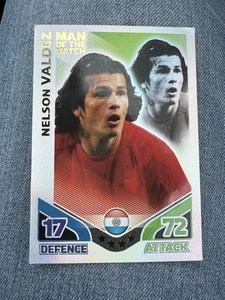 NELSON VALDEZ
MAN
OF THE
MATCH
17
DEFENCE
72
ATTACK